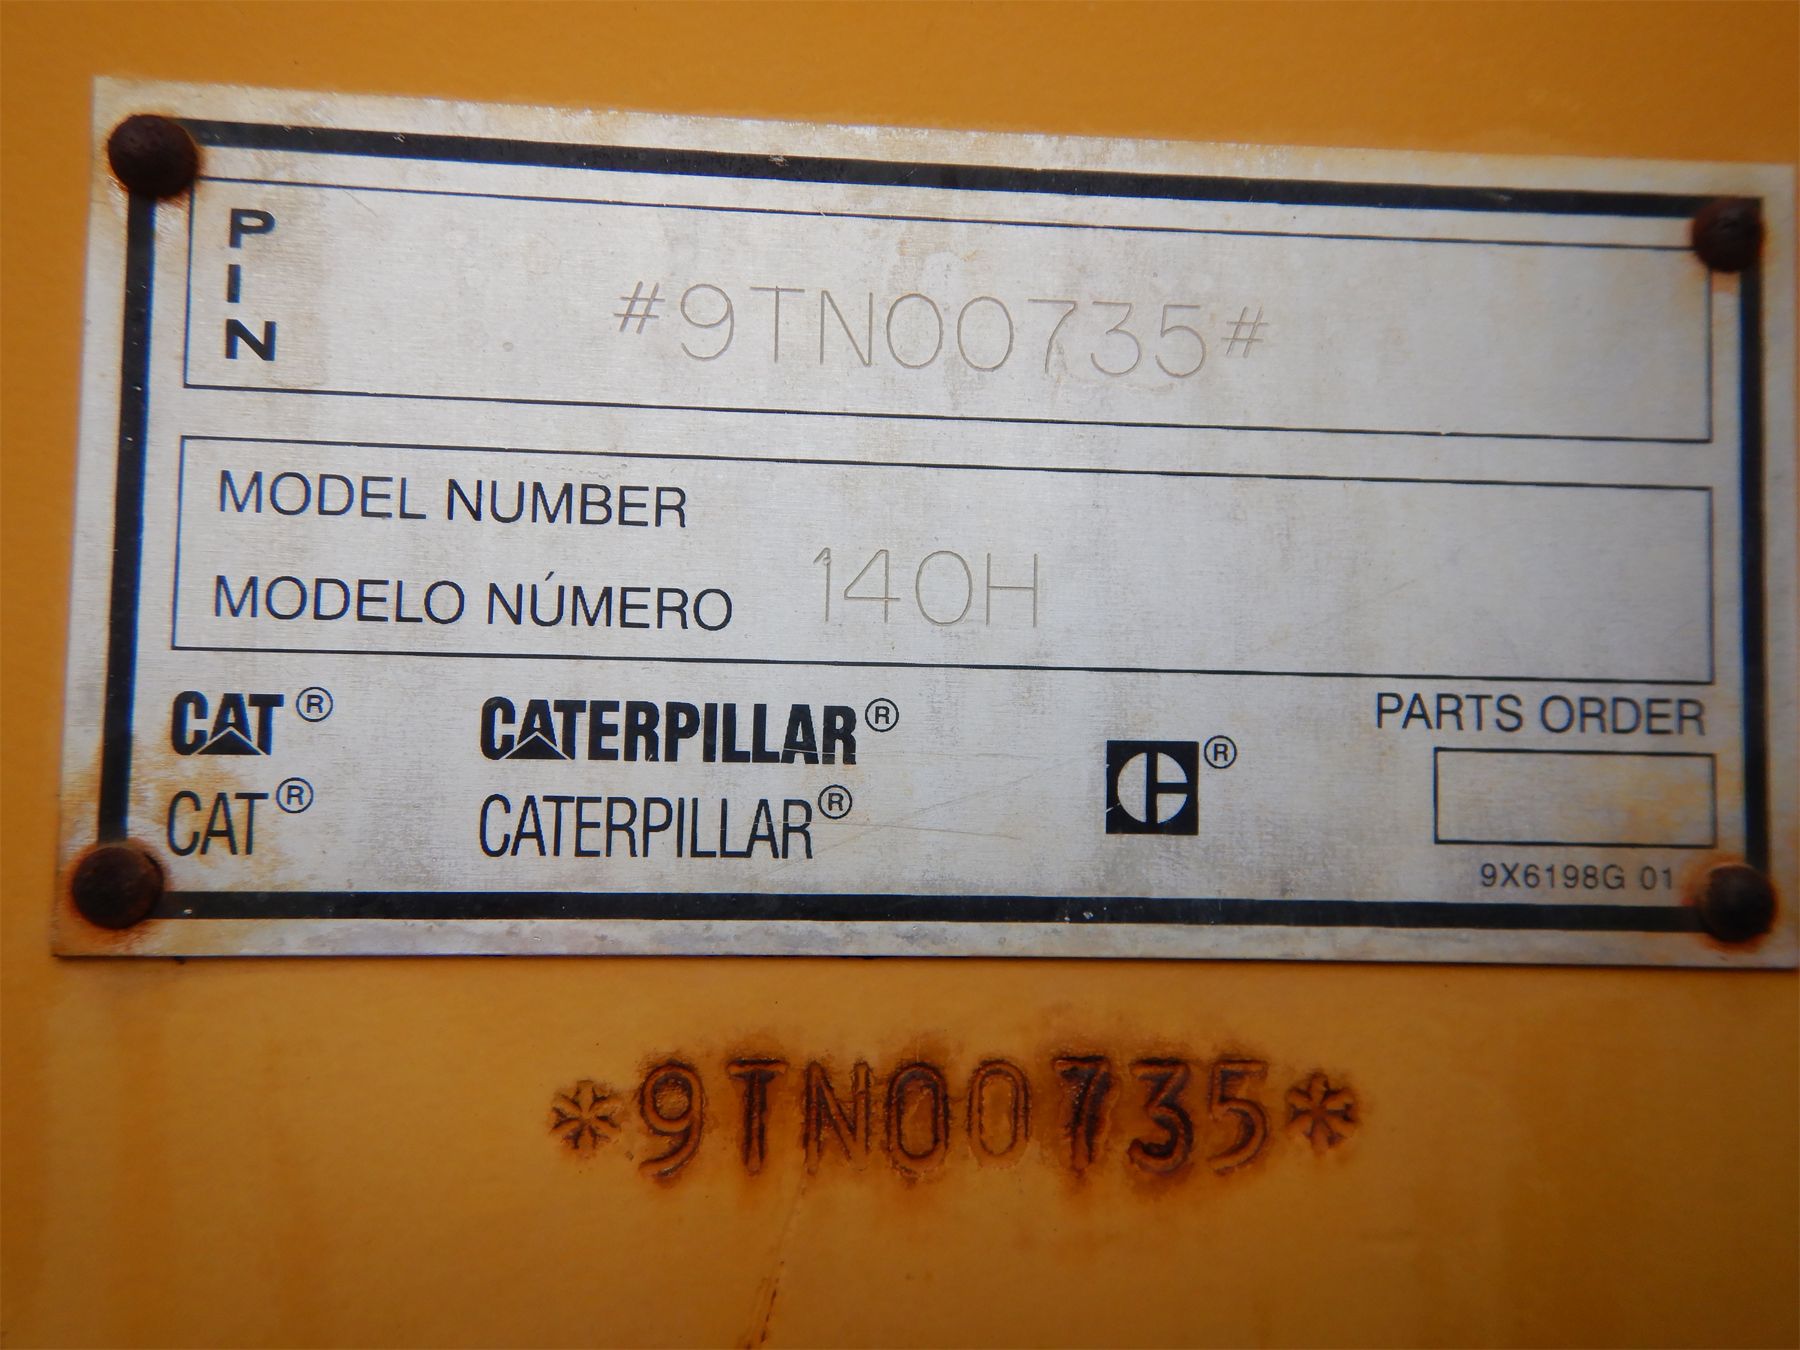 PIN
#9TN00735#
MODEL NUMBER
MODELO NÚMERO
140H
CAT® CATERPILLAR®
CAT® CATERPILLAR®
C®
PARTS ORDER
9X6198G 01
*9TN00735*